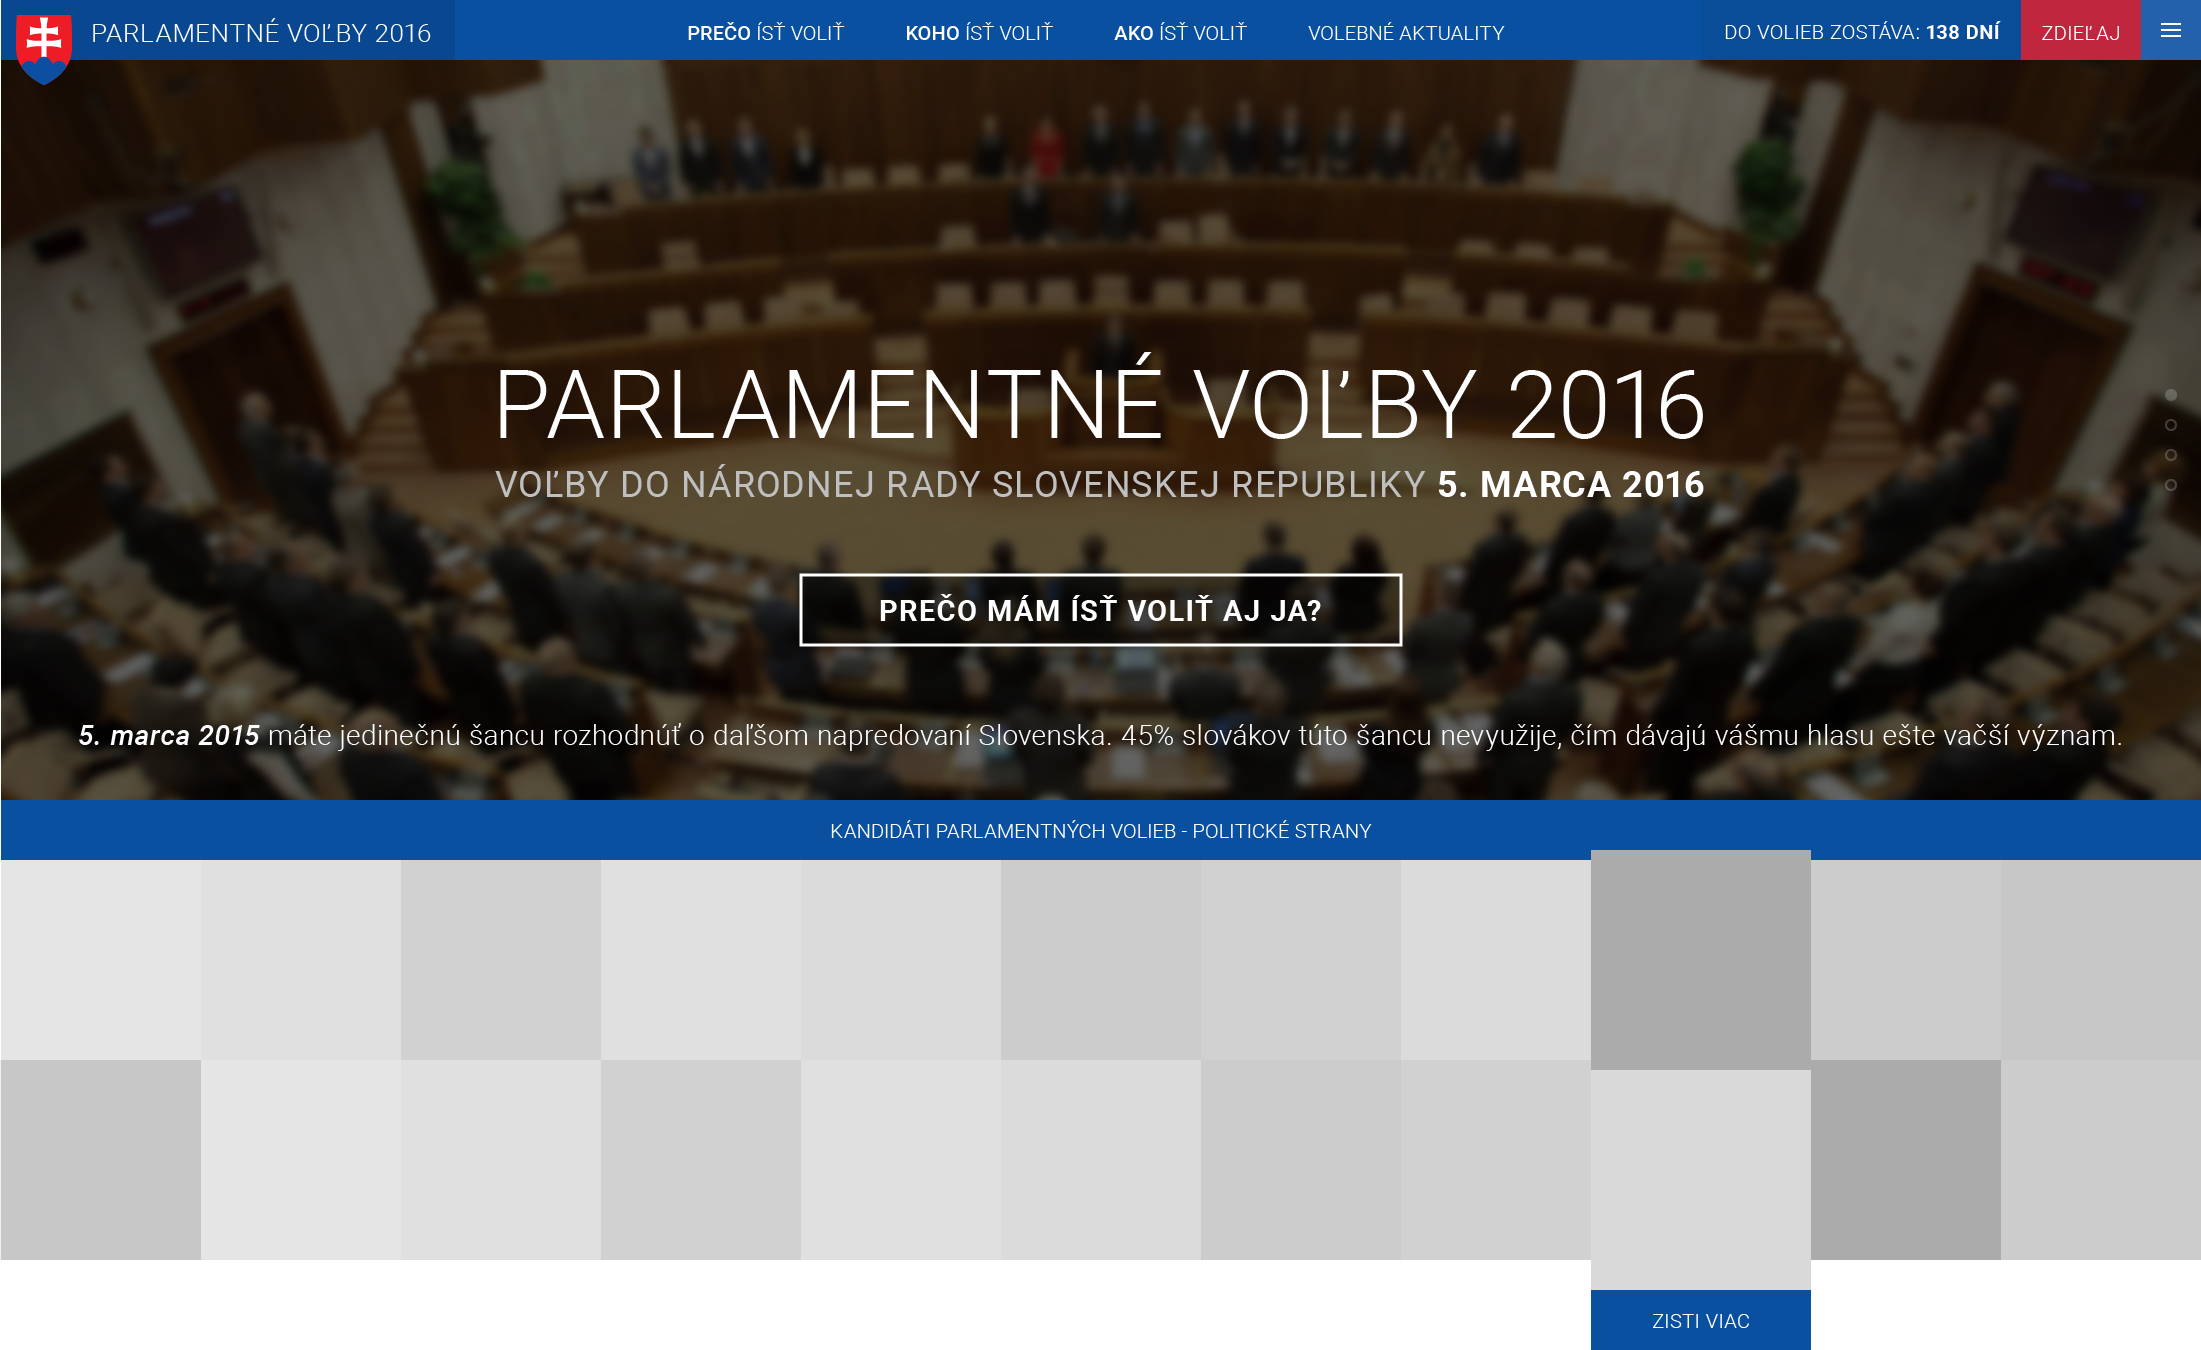 PARLAMENTNÉ VOĽBY 2016
PREČO ÍSŤ VOLIŤ
KOHO ÍSŤ VOLIŤ
AKO ÍSŤ VOLIŤ
VOLEBNÉ AKTUALITY
DO VOLIEB ZOSTÁVA: 138 DNÍ
ZDIEĽAJ
PARLAMENTNÉ VOĽBY 2016
VOĽBY DO NÁRODNEJ RADY SLOVENSKEJ REPUBLIKY 5. MARCA 2016
PREČO MÁM ÍSŤ VOLIŤ AJ JA?
5. marca 2015 máte jedinečnú šancu rozhodnúť o daľšom napredovaní Slovenska. 45% slovákov túto šancu nevyužije, čím dávajú vášmu hlasu ešte vačší význam.
KANDIDÁTI PARLAMENTNÝCH VOLIEB - POLITICKÉ STRANY
ZISTI VIAC